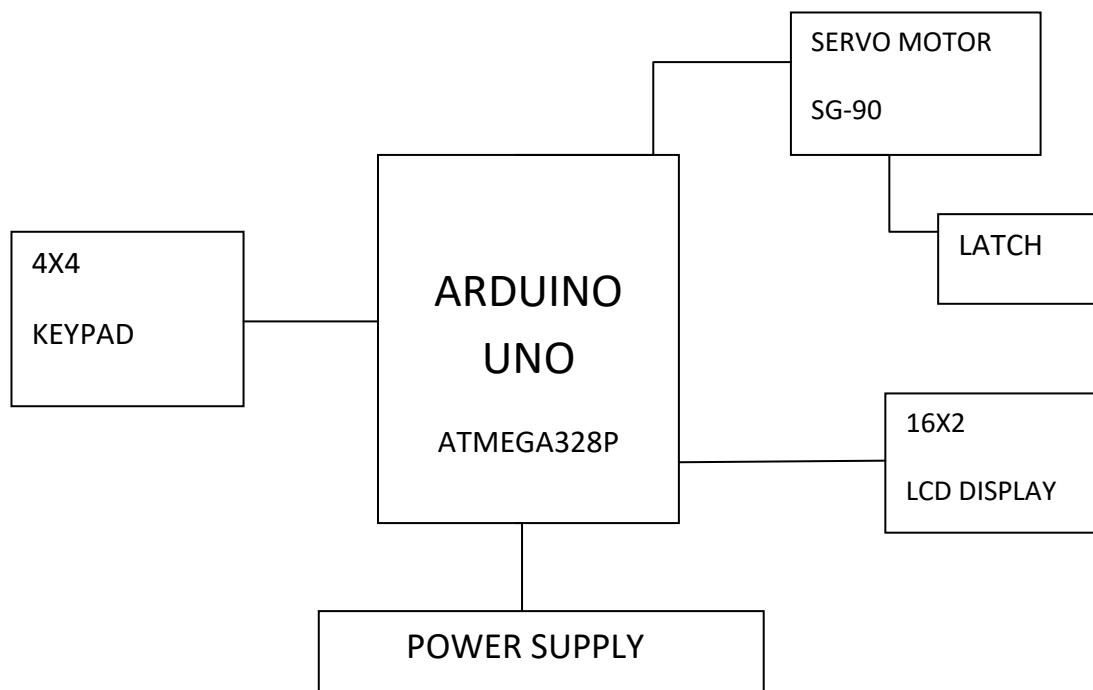 SERVO MOTOR
SG-90
LATCH
4X4
KEYPAD
ARDUINO
UNO
ATMEGA328P
16X2
LCD DISPLAY
POWER SUPPLY